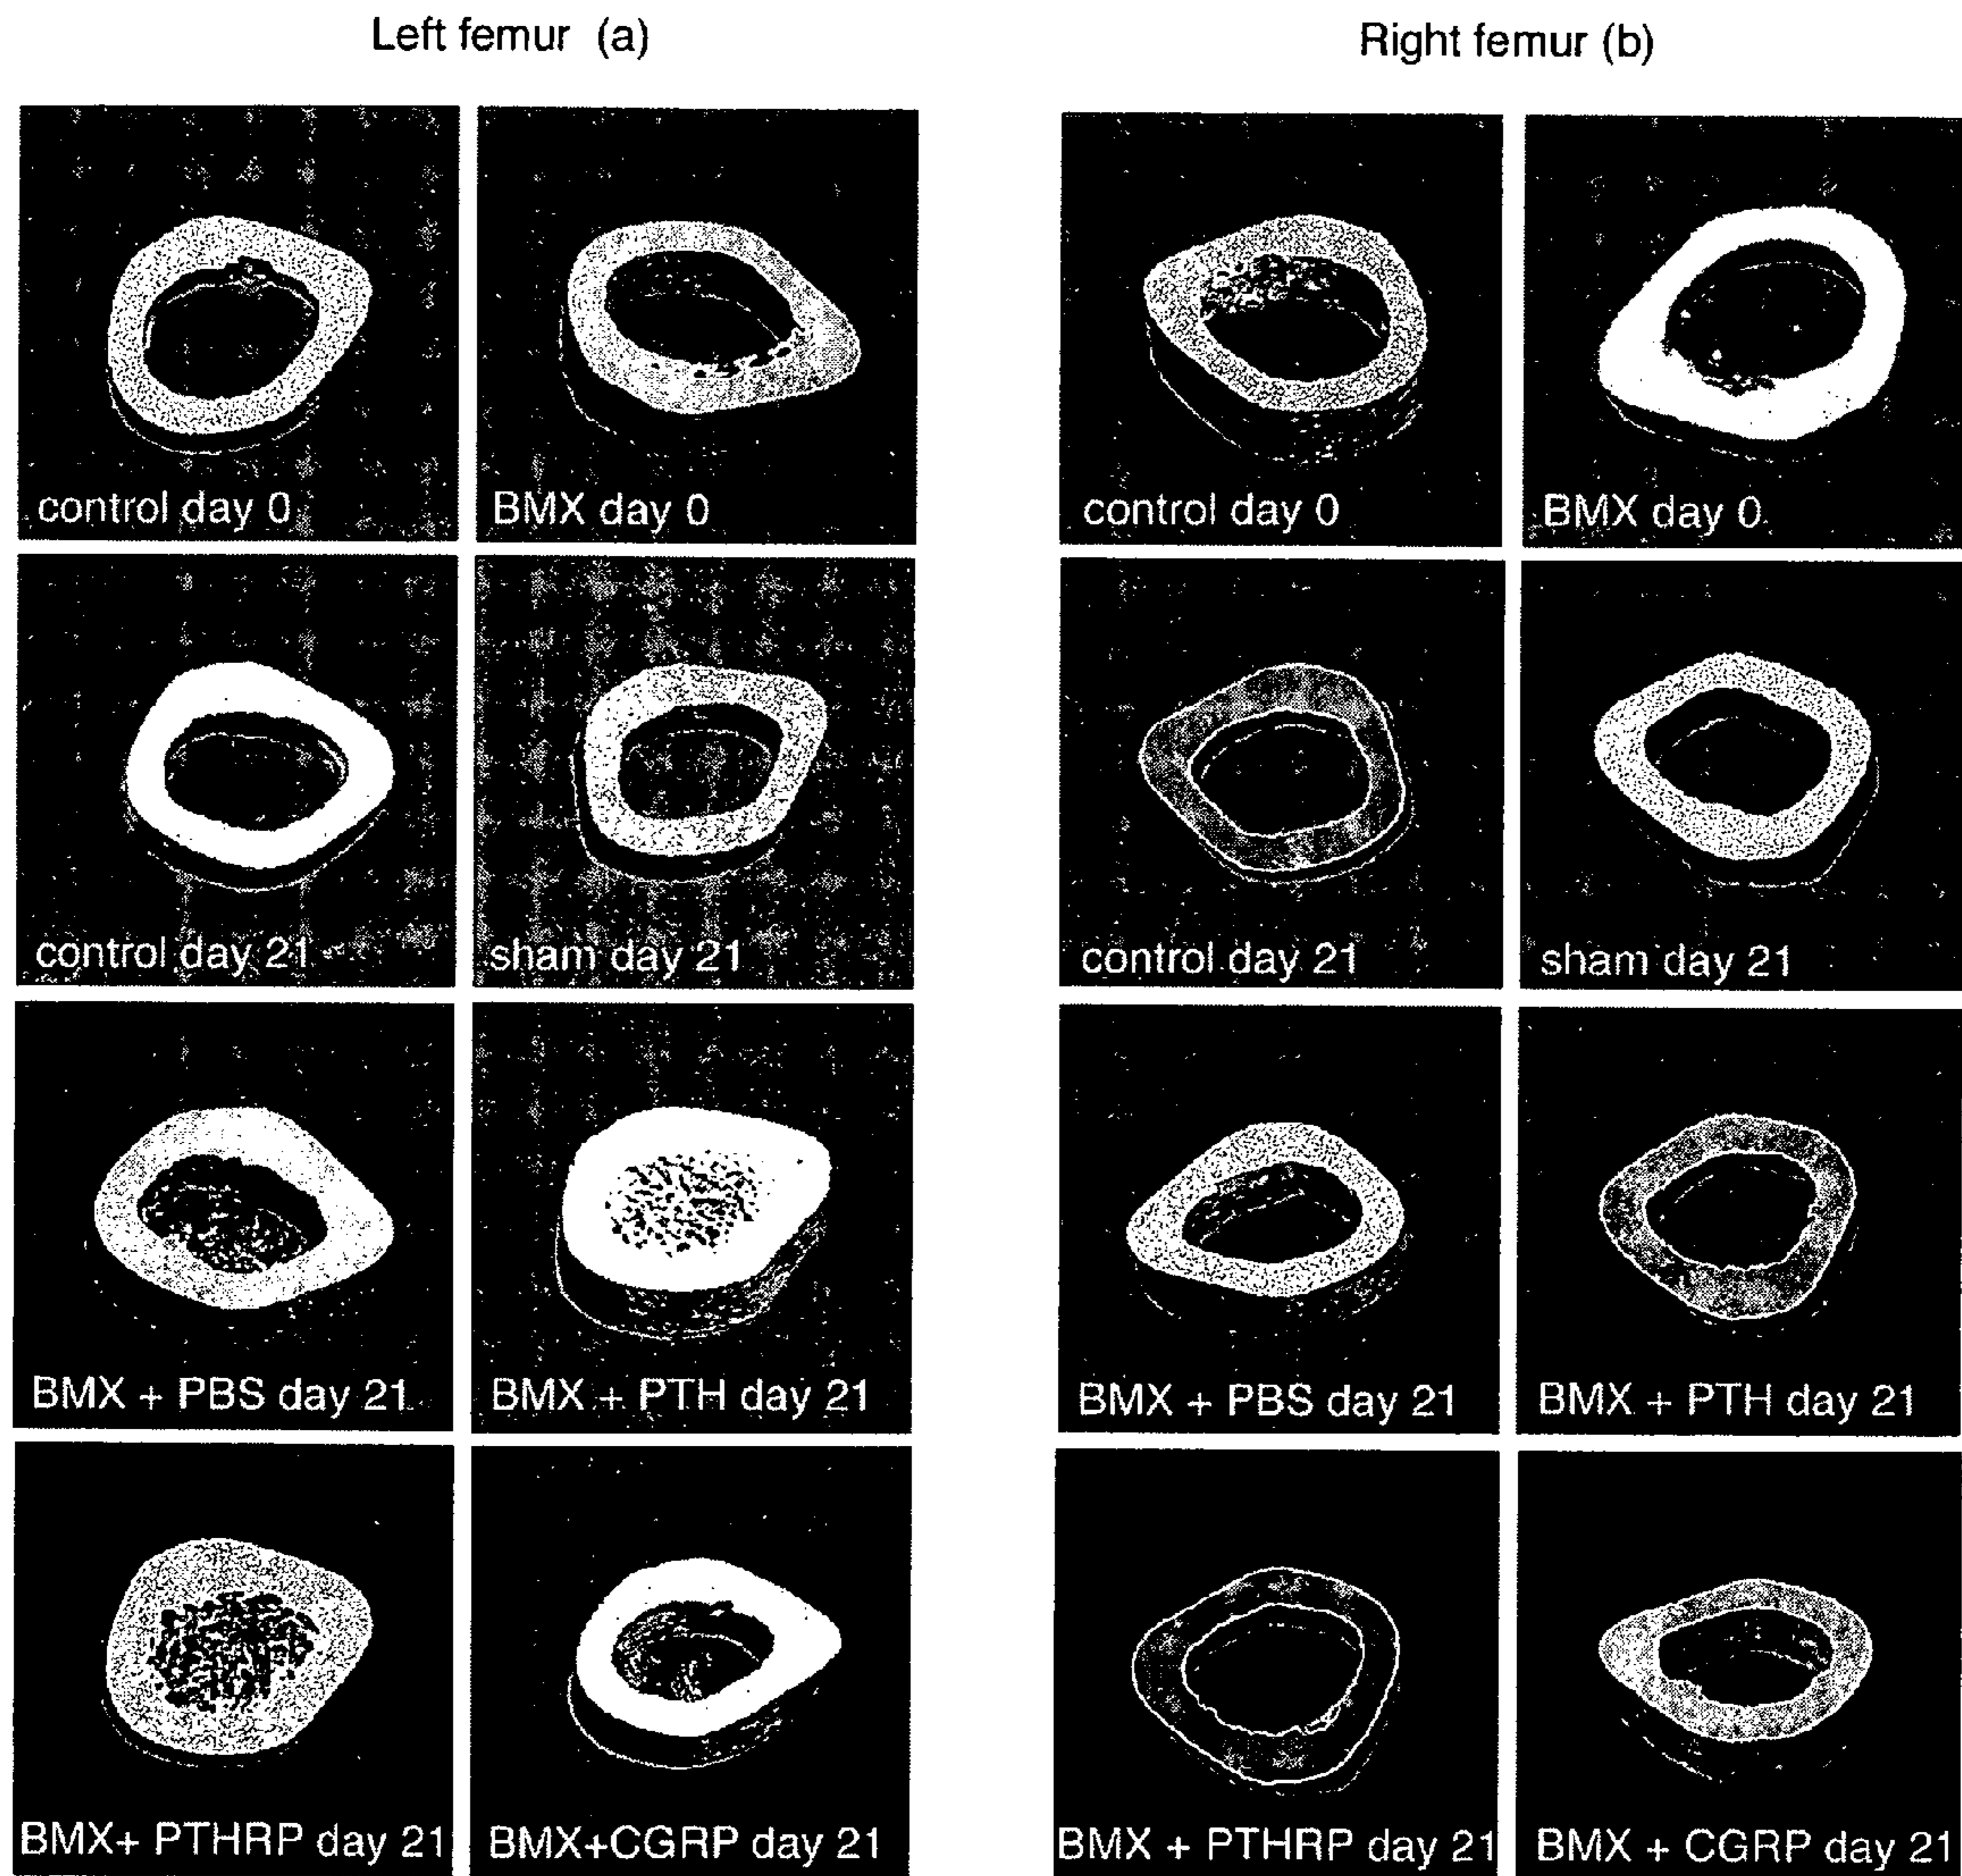 Left femur (a)
Right femur (b)
control day 0
BMX day 0
control day 0
BMX day 0
control day 21
sham day 21
control day 21
sham day 21
BMX + PBS day 21
BMX + PTH day 21
BMX + PBS day 21
BMX + PTH day 21
BMX+ PTHRP day 21
BMX+CGRP day 21
BMX + PTHRP day 21
BMX + CGRP day 21